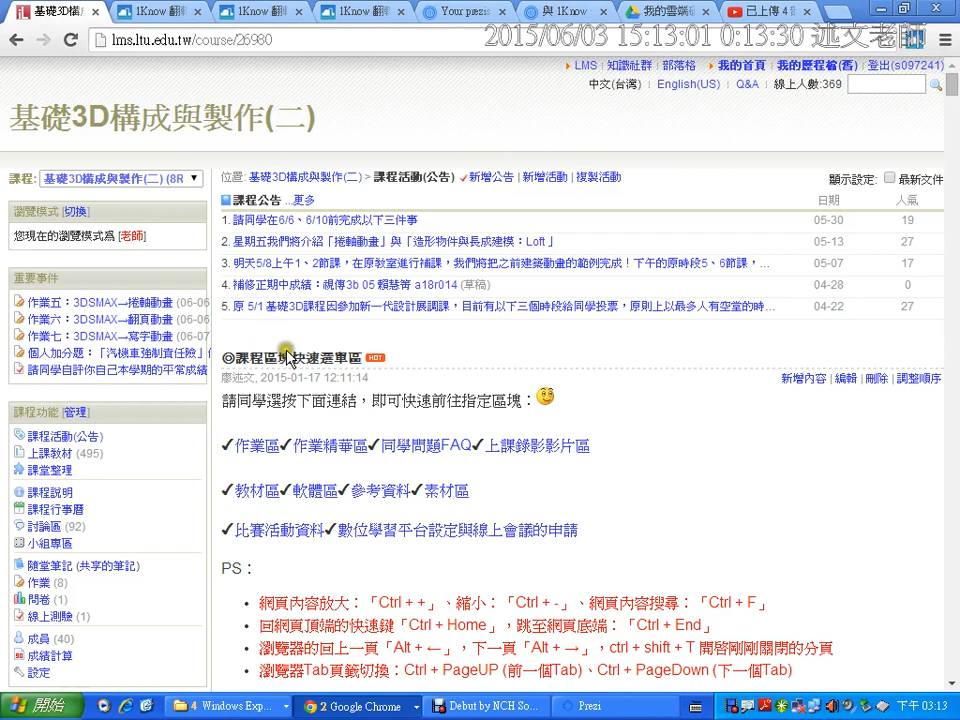 基礎3D構成
1Know 翻轉
1Know 翻轉
1Know 翻轉
Your prezis
與 1Know
我的雲端硬
已上傳 4 部
lms.ltu.edu.tw/course/26980
2015/06/03 15:13:01 0:13:30 述文老師
LMS | 知識社群 | 部落格 我的首頁 我的歷程檔(舊) 登出(s097241)
中文(台灣) English(US) Q&A 線上人數:369
基礎3D構成與製作(二)
課程: 基礎3D構成與製作(二) (8R
位置: 基礎3D構成與製作(二) > 課程活動(公告) ✓新增公告 | 新增活動 | 複製活動
顯示設定: 最新文件
瀏覽模式 [切換]
您現在的瀏覽模式為 [老師]
課程公告 ...更多 日期 人氣
1. 請同學在6/6、6/10前完成以下三件事 05-30 19
2. 星期五我們將介紹「捲軸動畫」與「造形物件與長成建模：Loft」 05-13 27
3. 明天5/8上午1、2節課，在原教室進行補課，我們將把之前建築動畫的範例完成！下午的原時段5、6節課，... 05-07 17
4. 補修正期中成績：視傳3b 05 賴慧菁 a18r014 (草稿) 04-28 0
5. 原 5/1 基礎3D課程因參加新一代設計展調課，目前有以下三個時段給同學投票，原則上以最多人有空堂的時... 04-22 27
重要事件
作業五：3DSMAX→捲軸動畫 (06-06
作業六：3DSMAX→翻頁動畫 (06-06
作業七：3DSMAX→寫字動畫 (06-07
個人加分題：「汽機車強制責任險」
請同學自評你自己本學期的平常成績
◎課程區塊快速選單區 HOT
廖述文, 2015-01-17 12:11:14
新增內容 | 編輯 | 刪除 | 調整順序
請同學選按下面連結，即可快速前往指定區塊：
✓作業區✓作業精華區✓同學問題FAQ✓上課錄影影片區
✓教材區✓軟體區✓參考資料✓素材區
✓比賽活動資料✓數位學習平台設定與線上會議的申請
PS：
網頁內容放大：「Ctrl + +」、縮小：「Ctrl + -」、網頁內容搜尋：「Ctrl + F」
回網頁頂端的快速鍵「Ctrl + Home」，跳至網頁底端：「Ctrl + End」
瀏覽器的回上一頁「Alt + ←」，下一頁「Alt + →」，ctrl + shift + T 開啓剛剛關閉的分頁
瀏覽器Tab頁籤切換：Ctrl + PageUP (前一個Tab)、Ctrl + PageDown (下一個Tab)
課程功能 [管理]
課程活動(公告)
上課教材 (495)
課堂整理
課程說明
課程行事曆
討論區 (92)
小組專區
隨堂筆記 (共享的筆記)
作業 (8)
問卷 (1)
線上測驗 (1)
成員 (40)
成績計算
設定
開始
4 Windows Exp...
2 Google Chrome
Debut by NCH So...
Prezi
下午 03:13